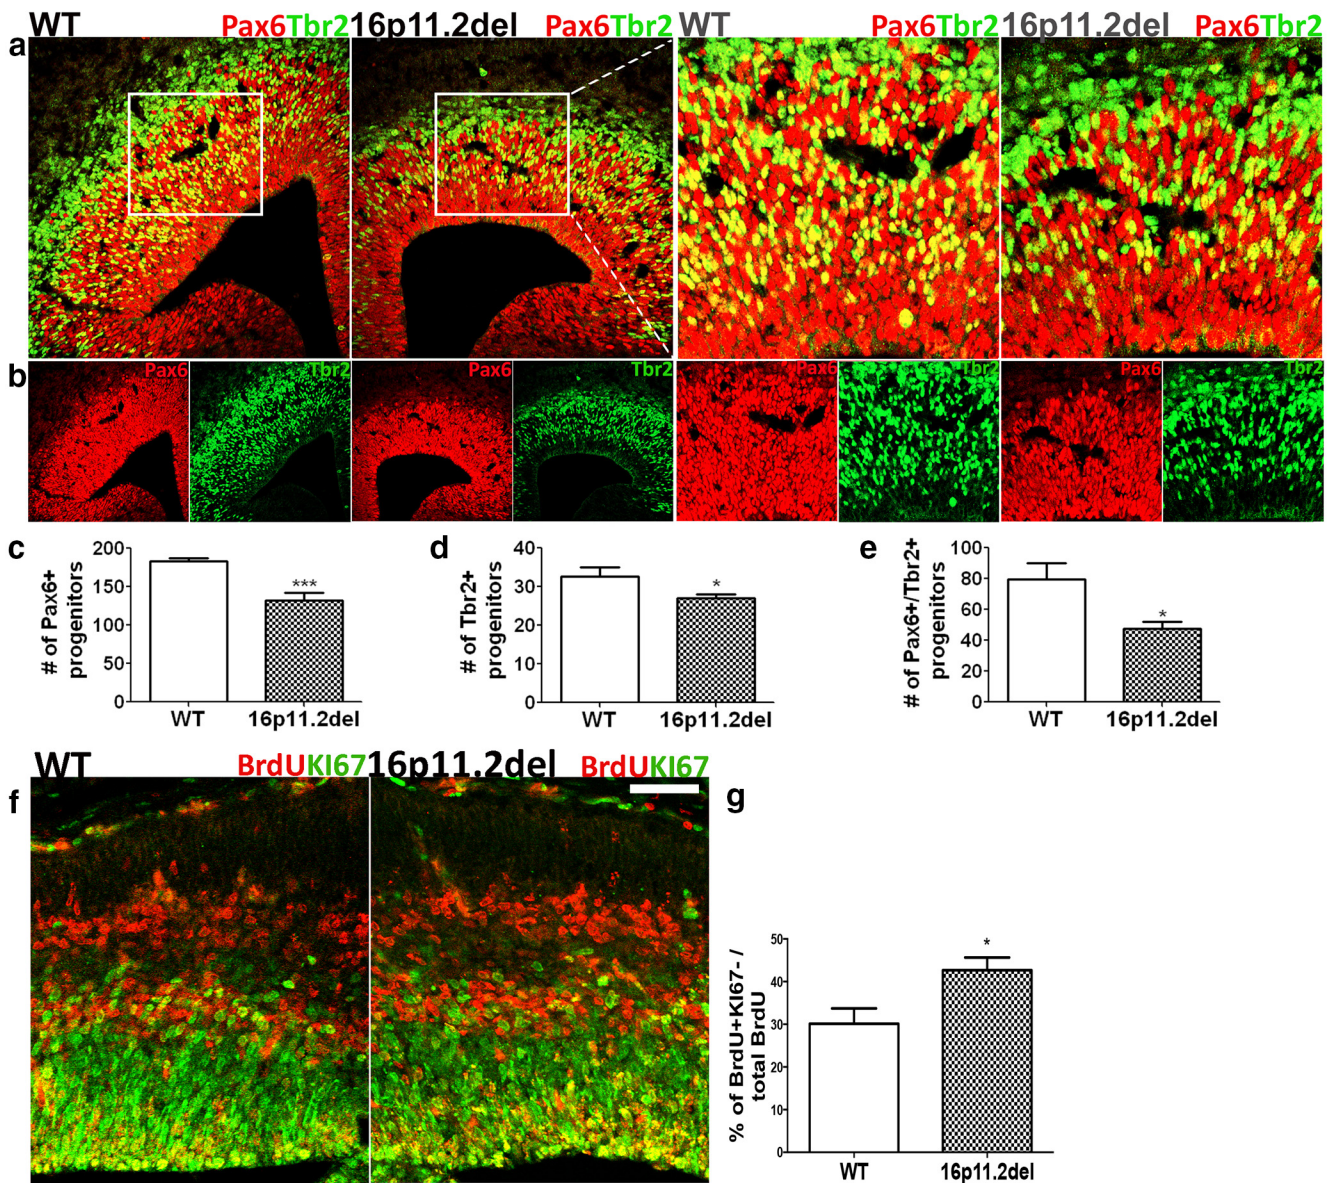 WT Pax6Tbr2 16p11.2del Pax6Tbr2 WT Pax6Tbr2 16p11.2del Pax6Tbr2
a
b Pax6 Tbr2 Pax6 Tbr2 Pax6 Tbr2 Pax6 Tbr2
c
# of Pax6+
progenitors
200
150
100
50
0
***
WT 16p11.2del
d
# of Tbr2+
progenitors
40
30
20
10
0
*
WT 16p11.2del
e
# of Pax6+/Tbr2+
progenitors
100
80
60
40
20
0
*
WT 16p11.2del
WT BrdUKI67 16p11.2del BrdUKI67
f
g
% of BrdU+KI67- /
total BrdU
50
40
30
20
10
0
*
WT 16p11.2del